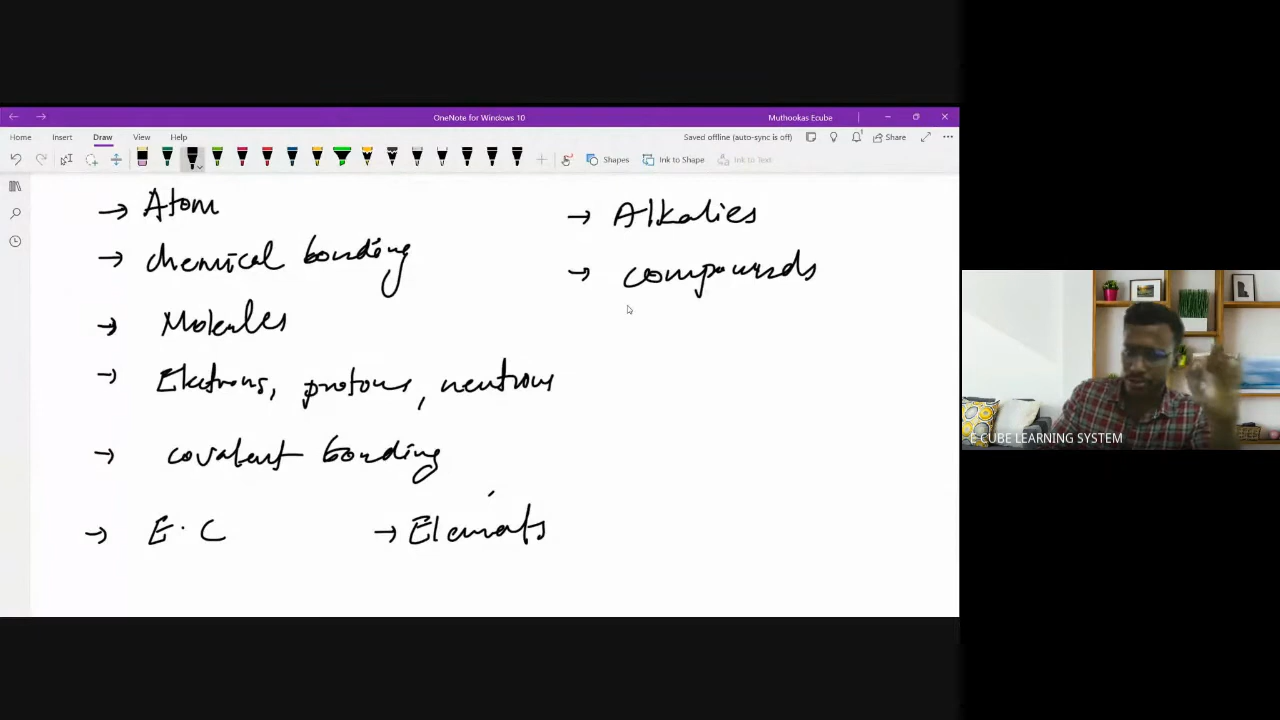 OneNote for Windows 10
Muthookas Ecube
Home Insert Draw View Help
Saved offline (auto-sync is off)
Share
Shapes
Ink to Shape
Ink to Text
→ Atom
→ chemical bonding
→ Molecules
→ Electrons, protons, neutrons
→ covalent bonding
→ E.C → Elements
→ Alkalies
→ compounds
E CUBE LEARNING SYSTEM